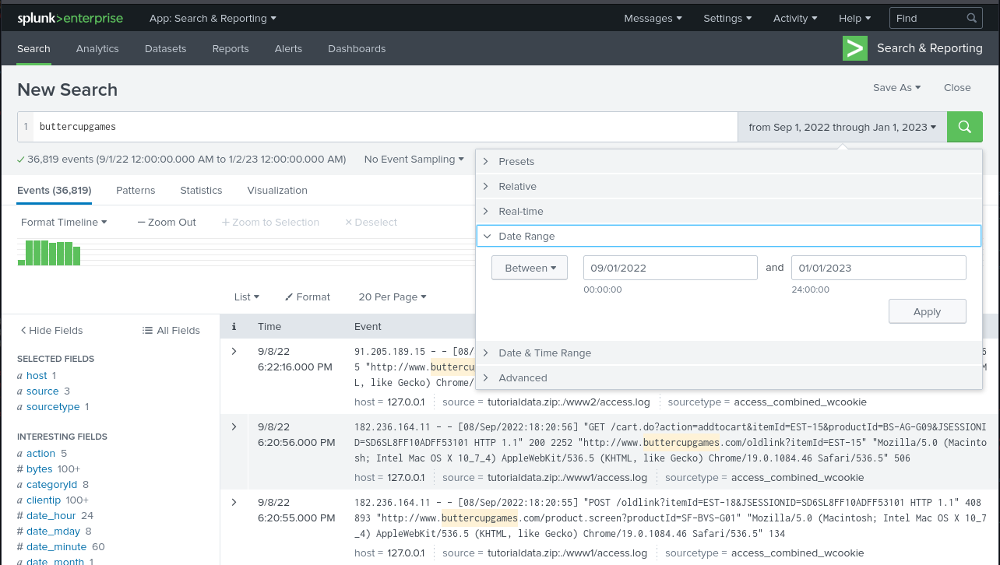 splunk>enterprise App: Search & Reporting Messages Settings Activity Help Find
Search Analytics Datasets Reports Alerts Dashboards Search & Reporting
New Search Save As Close
1 buttercupgames from Sep 1, 2022 through Jan 1, 2023
36,819 events (9/1/22 12:00:00.000 AM to 1/2/23 12:00:00.000 AM) No Event Sampling
Presets
Relative
Real-time
Date Range
Between 09/01/2022 and 01/01/2023
00:00:00 24:00:00
Apply
Date & Time Range
Advanced
Events (36,819) Patterns Statistics Visualization
Format Timeline — Zoom Out + Zoom to Selection × Deselect
List Format 20 Per Page
Hide Fields All Fields
SELECTED FIELDS
a host 1
a source 3
a sourcetype 1
INTERESTING FIELDS
a action 5
# bytes 100+
a categoryId 8
a clientip 100+
# date_hour 24
# date_mday 8
# date_minute 60
a date_month 1
i Time Event
9/8/22
6:22:16.000 PM
91.205.189.15 - - [08/
5 "http://www.buttercu
L, like Gecko) Chrome/
host = 127.0.0.1 source = tutorialdata.zip:./www2/access.log sourcetype = access_combined_wcookie
9/8/22
6:20:56.000 PM
182.236.164.11 - - [08/Sep/2022:18:20:56] "GET /cart.do?action=addtocart&itemId=EST-15&productId=BS-AG-G09&JSESSIONI
D=SD6SL8FF10ADFF53101 HTTP 1.1" 200 2252 "http://www.buttercupgames.com/oldlink?itemId=EST-15" "Mozilla/5.0 (Macinto
sh; Intel Mac OS X 10_7_4) AppleWebKit/536.5 (KHTML, like Gecko) Chrome/19.0.1084.46 Safari/536.5" 506
host = 127.0.0.1 source = tutorialdata.zip:./www1/access.log sourcetype = access_combined_wcookie
9/8/22
6:20:55.000 PM
182.236.164.11 - - [08/Sep/2022:18:20:55] "POST /oldlink?itemId=EST-18&JSESSIONID=SD6SL8FF10ADFF53101 HTTP 1.1" 408
893 "http://www.buttercupgames.com/product.screen?productId=SF-BVS-G01" "Mozilla/5.0 (Macintosh; Intel Mac OS X 10_7
_4) AppleWebKit/536.5 (KHTML, like Gecko) Chrome/19.0.1084.46 Safari/536.5" 134
host = 127.0.0.1 source = tutorialdata.zip:./www1/access.log sourcetype = access_combined_wcookie